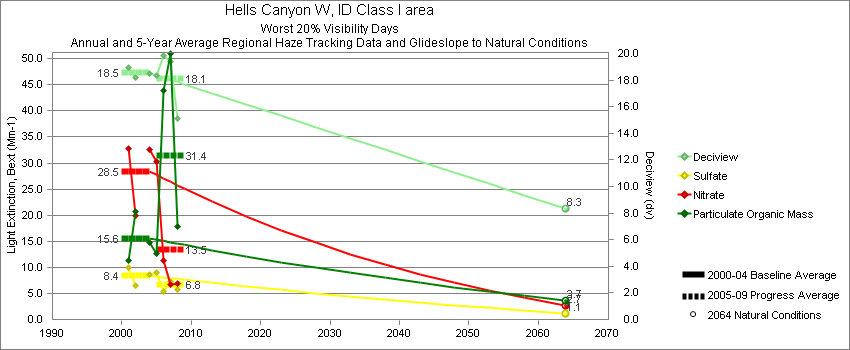 Hells Canyon W, ID Class I area
Worst 20% Visibility Days
Annual and 5-Year Average Regional Haze Tracking Data and Glideslope to Natural Conditions
Light Extinction, Bext (Mm-1)
50.0
45.0
40.0
35.0
30.0
25.0
20.0
15.0
10.0
5.0
0.0
18.5
18.1
31.4
28.5
15.6
13.5
8.4
6.8
8.3
3.7
2.7
1.1
20.0
18.0
16.0
14.0
12.0
10.0
8.0
6.0
4.0
2.0
0.0
Deciview (dv)
1990 2000 2010 2020 2030 2040 2050 2060 2070
Deciview
Sulfate
Nitrate
Particulate Organic Mass
2000-04 Baseline Average
2005-09 Progress Average
2064 Natural Conditions